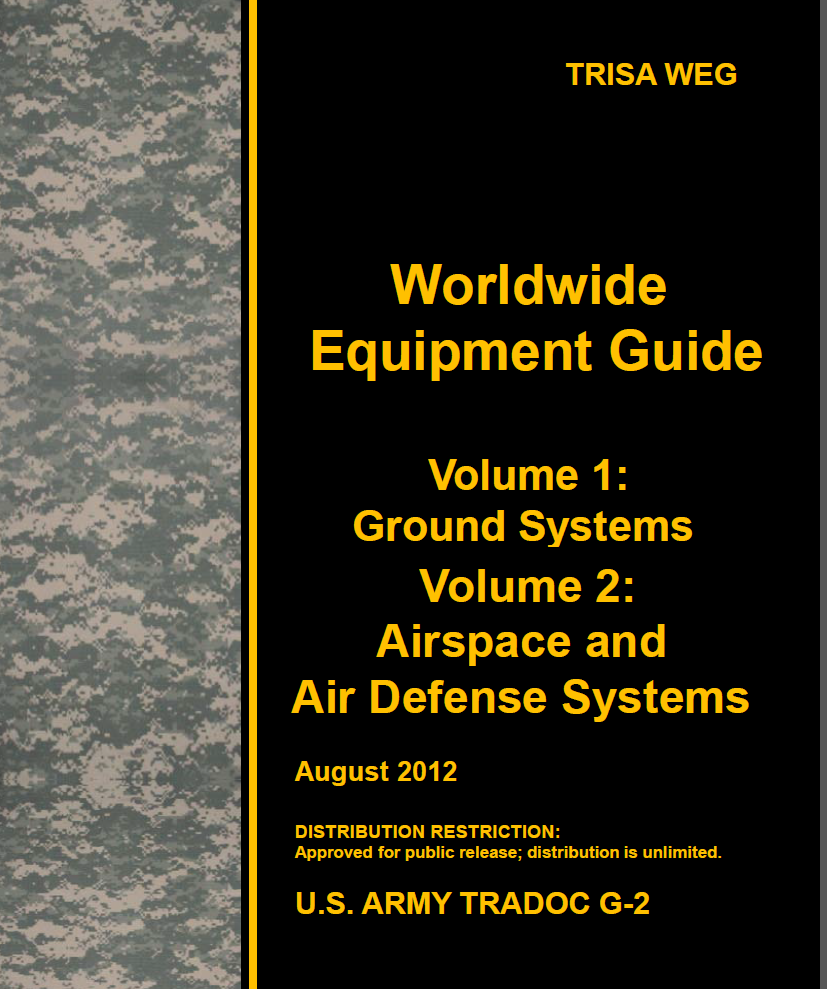 TRISA WEG
Worldwide
Equipment Guide
Volume 1:
Ground Systems
Volume 2:
Airspace and
Air Defense Systems
August 2012
DISTRIBUTION RESTRICTION:
Approved for public release; distribution is unlimited.
U.S. ARMY TRADOC G-2